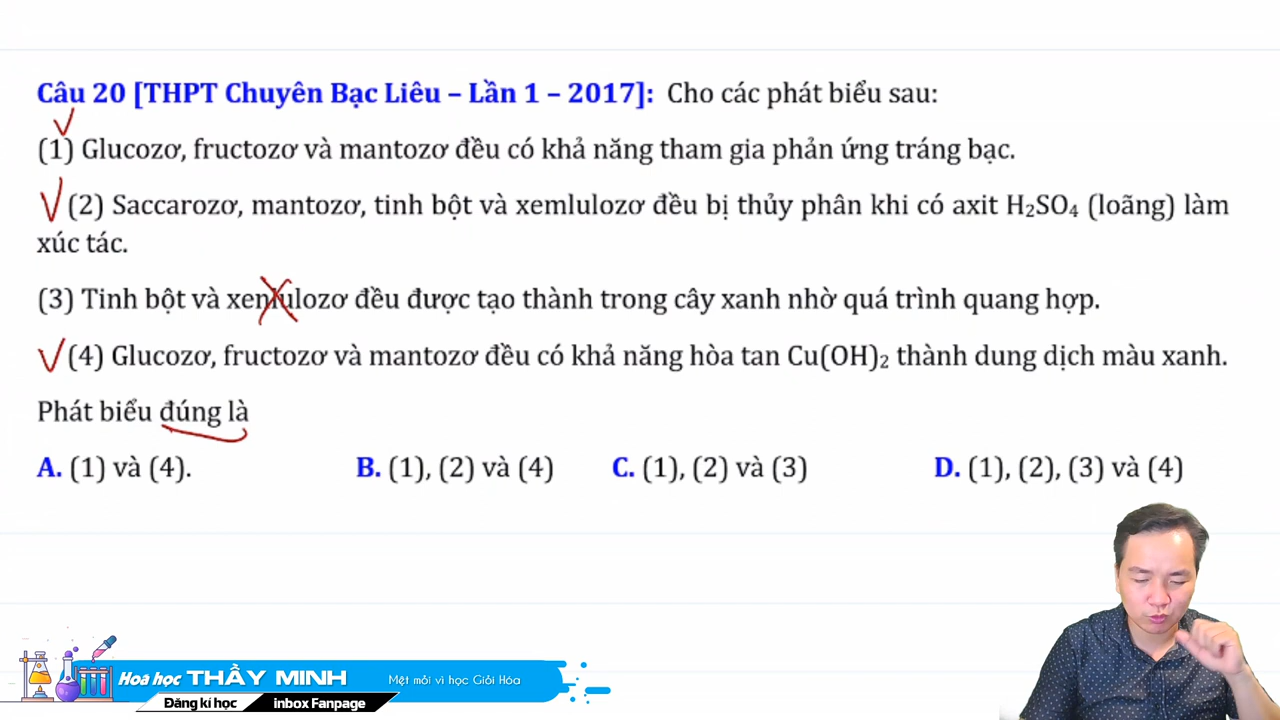 Câu 20 [THPT Chuyên Bạc Liêu – Lần 1 – 2017]: Cho các phát biểu sau:
(1) Glucozơ, fructozơ và mantozơ đều có khả năng tham gia phản ứng tráng bạc.
(2) Saccarozơ, mantozơ, tinh bột và xemlulozơ đều bị thủy phân khi có axit H₂SO₄ (loãng) làm
xúc tác.
(3) Tinh bột và xenlulozơ đều được tạo thành trong cây xanh nhờ quá trình quang hợp.
(4) Glucozơ, fructozơ và mantozơ đều có khả năng hòa tan Cu(OH)₂ thành dung dịch màu xanh.
Phát biểu đúng là
A. (1) và (4). B. (1), (2) và (4) C. (1), (2) và (3) D. (1), (2), (3) và (4)
Hoá học THẦY MINH Mệt mỏi vì học Giỏi Hóa
Đăng kí học inbox Fanpage